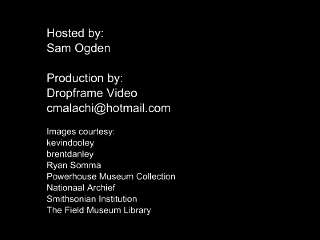 Hosted by:
Sam Ogden
Production by:
Dropframe Video
cmalachi@hotmail.com
Images courtesy:
kevindooley
brentdanley
Ryan Somma
Powerhouse Museum Collection
Nationaal Archief
Smithsonian Institution
The Field Museum Library